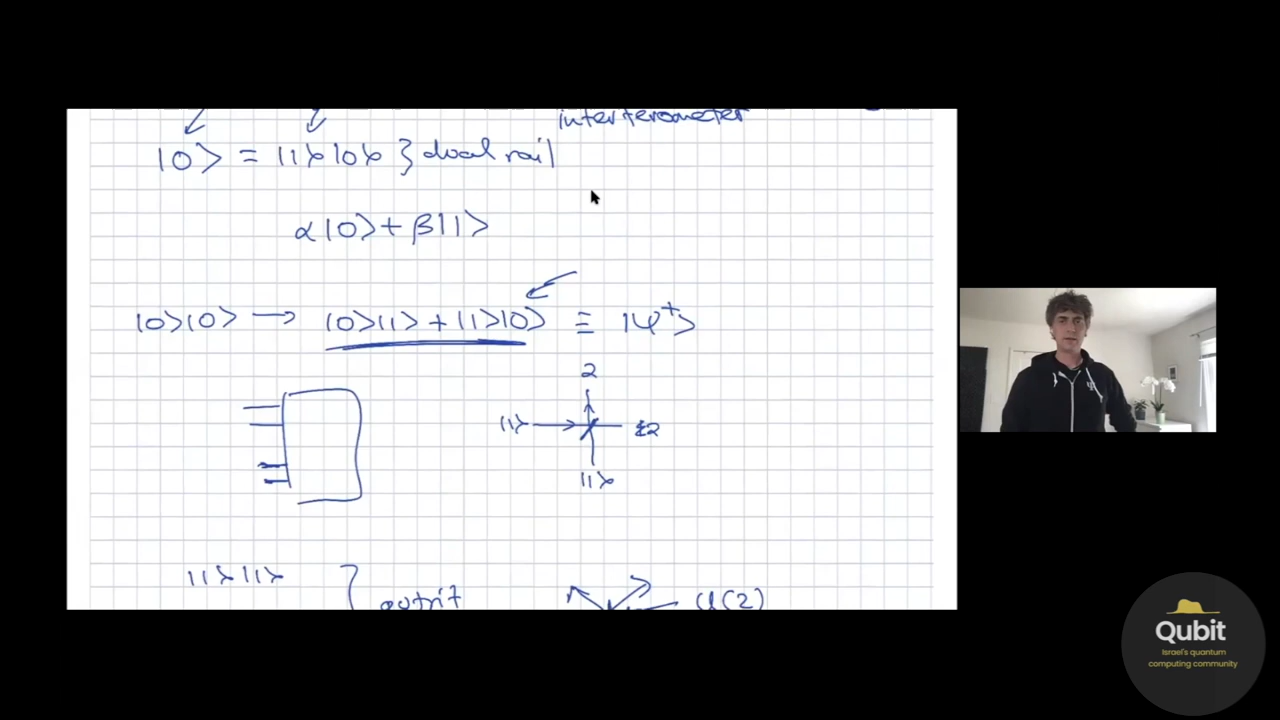 interferometer
|0> = |1>|0> } dual rail
α|0> + β|1>
|0>|0> → |0>|1> + |1>|0> ≡ |ψ⁺>
2
|1> 2
|1>
|1>|1>
qutrit U(2)
Qubit
Israel's quantum
computing community